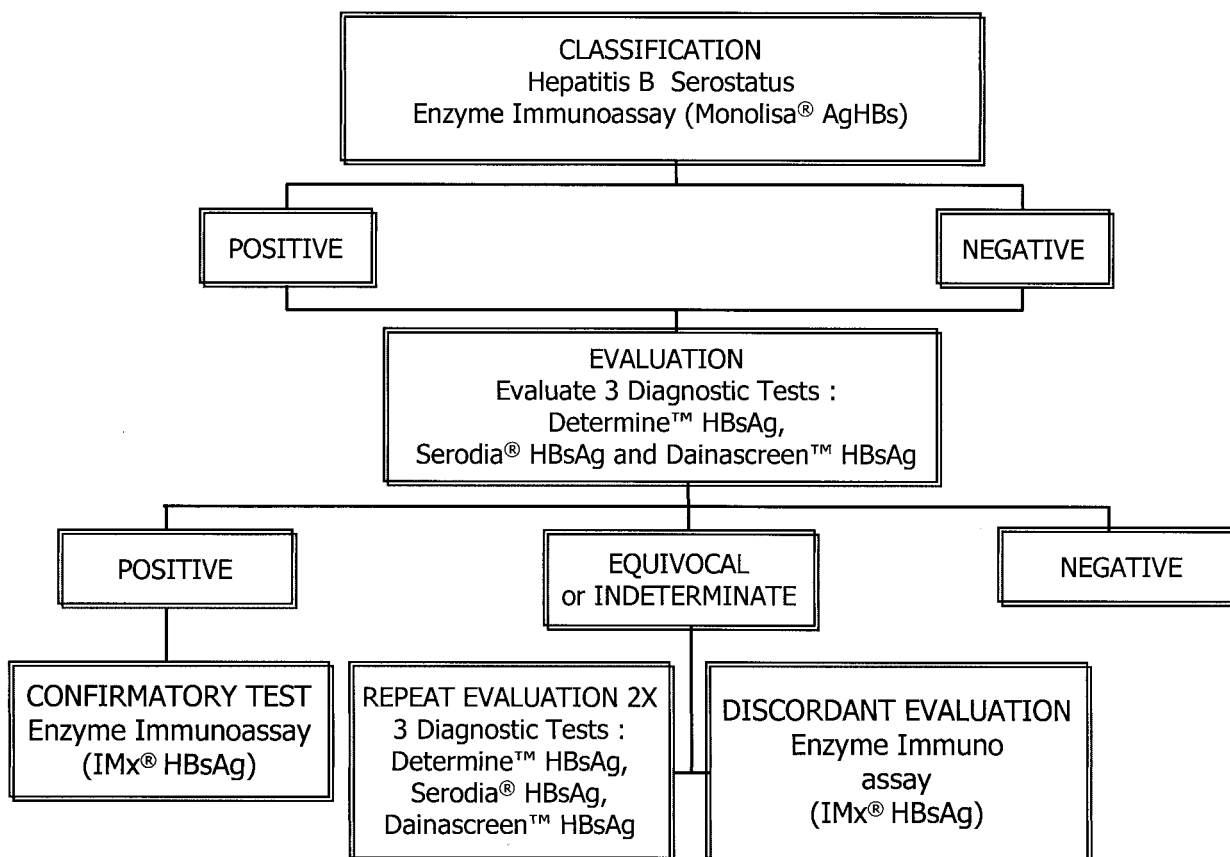 CLASSIFICATION
Hepatitis B Serostatus
Enzyme Immunoassay (Monolisa® AgHBs)
POSITIVE
NEGATIVE
EVALUATION
Evaluate 3 Diagnostic Tests :
Determine™ HBsAg,
Serodia® HBsAg and Dainascreen™ HBsAg
POSITIVE
EQUIVOCAL
or INDETERMINATE
NEGATIVE
CONFIRMATORY TEST
Enzyme Immunoassay
(IMx® HBsAg)
REPEAT EVALUATION 2X
3 Diagnostic Tests :
Determine™ HBsAg,
Serodia® HBsAg,
Dainascreen™ HBsAg
DISCORDANT EVALUATION
Enzyme Immuno
assay
(IMx® HBsAg)